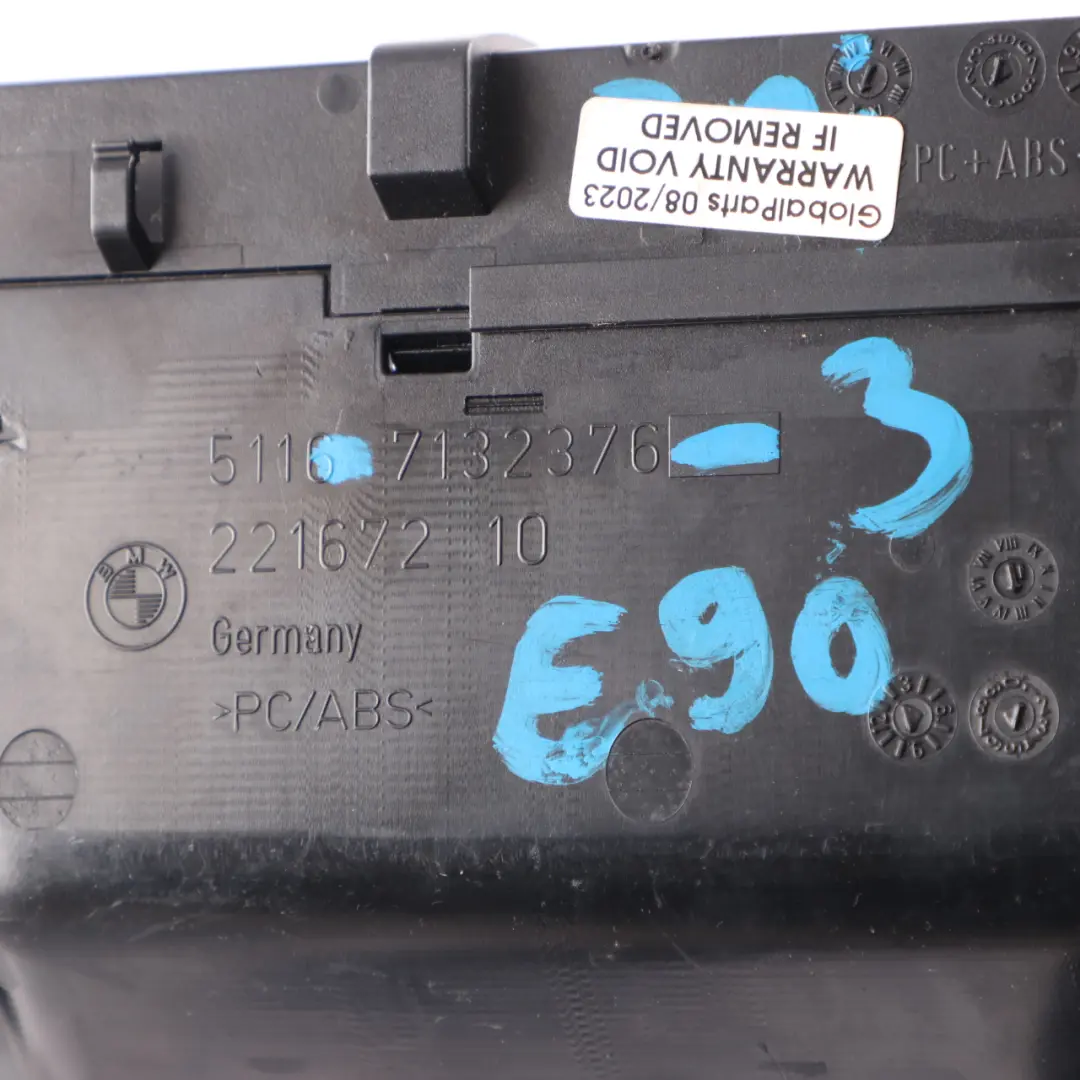 GlobalParts 08/2023
WARRANTY VOID
IF REMOVED
PC+ABS
5116 7132376
- 3
221672 10
BMW
Germany
>PC/ABS<
E90